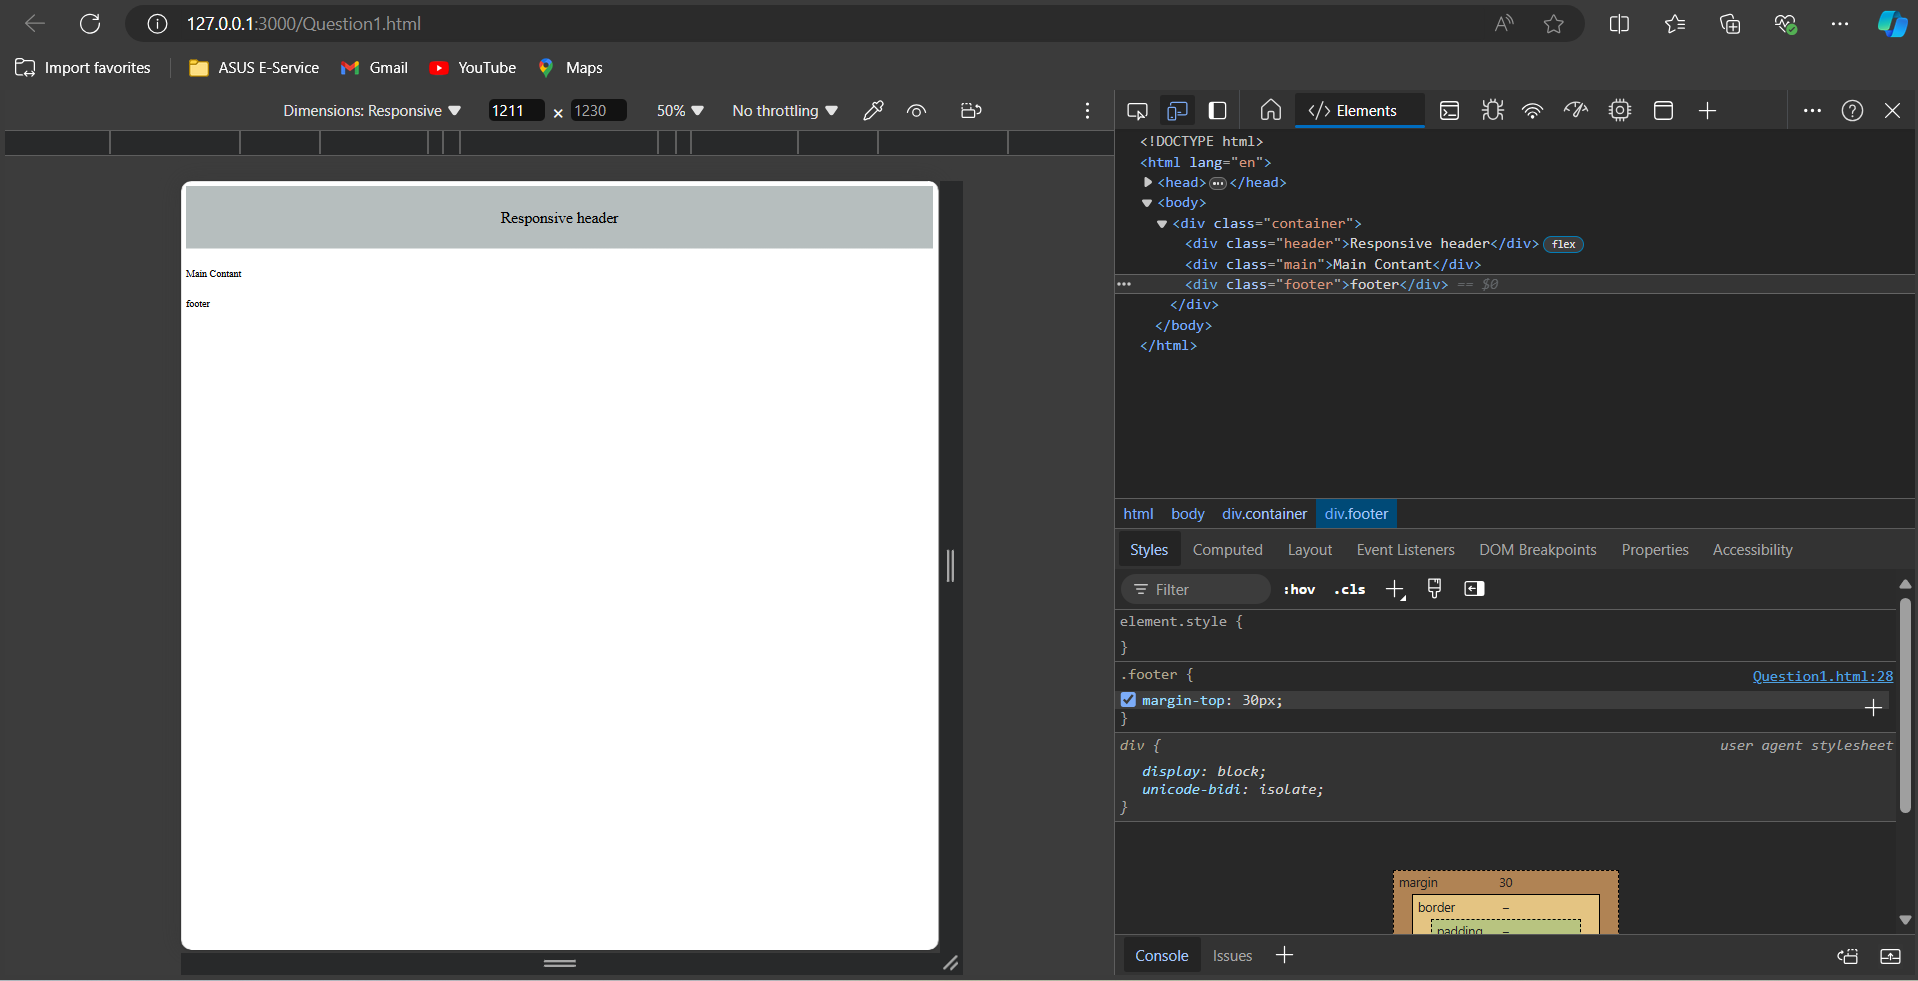 127.0.0.1:3000/Question1.html
Import favorites ASUS E-Service Gmail YouTube Maps
Dimensions: Responsive 1211 × 1230 50% No throttling
Elements
Responsive header
Main Contant
footer
<!DOCTYPE html>
<html lang="en">
<head>…</head>
<body>
<div class="container">
<div class="header">Responsive header</div> flex
<div class="main">Main Contant</div>
<div class="footer">footer</div> == $0
</div>
</body>
</html>
html body div.container div.footer
Styles Computed Layout Event Listeners DOM Breakpoints Properties Accessibility
Filter :hov .cls
element.style {
}
.footer { Question1.html:28
margin-top: 30px;
}
div { user agent stylesheet
display: block;
unicode-bidi: isolate;
}
margin 30
border –
padding –
Console Issues